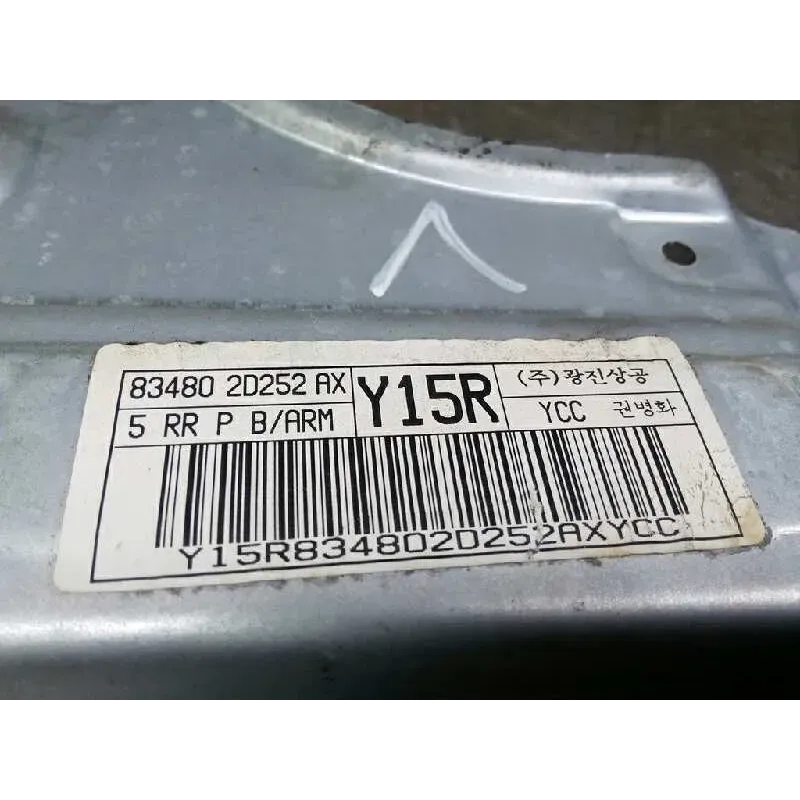 83480 2D252 AX
5 RR P B/ARM
Y15R
(주)광진상공
YCC 권병화
Y15R834802D252AXYCC